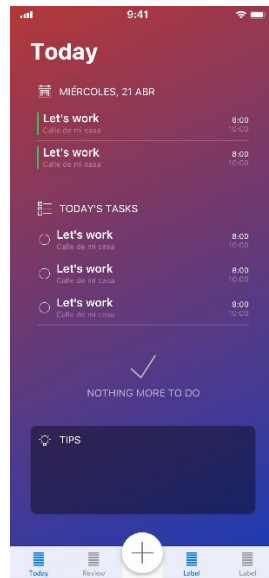 9:41
Today
MIÉRCOLES, 21 ABR
Let's work 8:00
Calle de mi casa 10:00
Let's work 8:00
Calle de mi casa 10:00
TODAY'S TASKS
Let's work 8:00
Calle de mi casa 10:00
Let's work 8:00
Calle de mi casa 10:00
Let's work 8:00
Calle de mi casa 10:00
NOTHING MORE TO DO
TIPS
Today Review Label Label